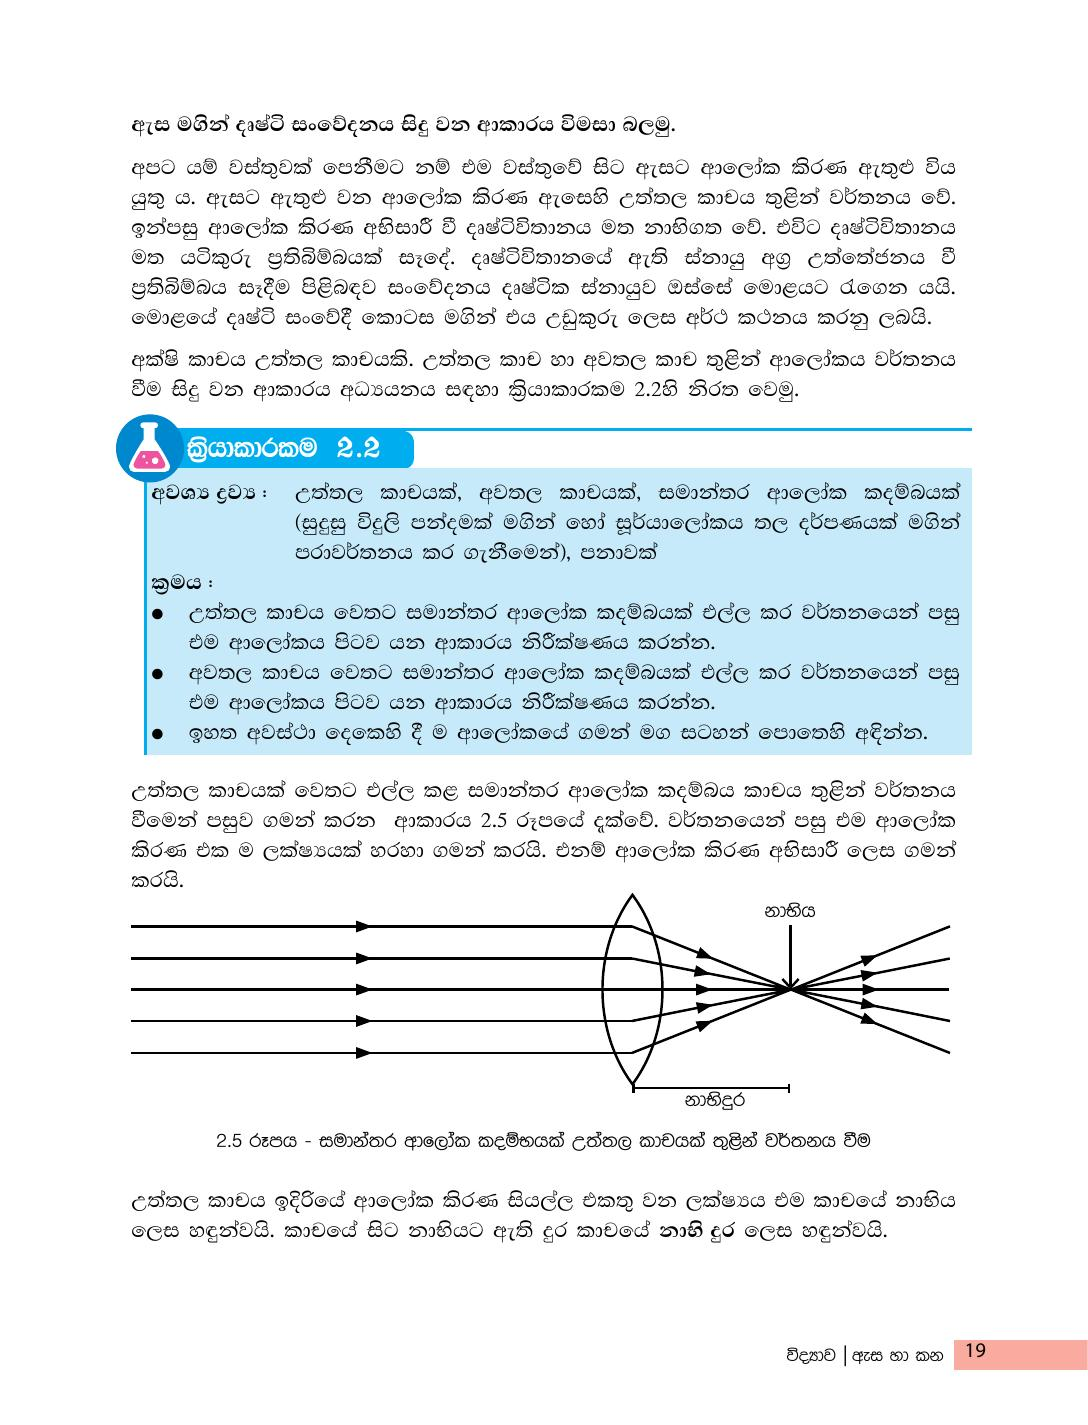 ඇස මගින් දෘෂ්ටි සංවේදනය සිදු වන ආකාරය විමසා බලමු.
අපට යම් වස්තුවක් පෙනීමට නම් එම වස්තුවේ සිට ඇසට ආලෝක කිරණ ඇතුළු විය
යුතු ය. ඇසට ඇතුළු වන ආලෝක කිරණ ඇසෙහි උත්තල කාචය තුළින් වර්තනය වේ.
ඉන්පසු ආලෝක කිරණ අභිසාරී වී දෘෂ්ටිවිතානය මත නාභිගත වේ. එවිට දෘෂ්ටිවිතානය
මත යටිකුරු ප්‍රතිබිම්බයක් සෑදේ. දෘෂ්ටිවිතානයේ ඇති ස්නායු අග්‍ර උත්තේජනය වී
ප්‍රතිබිම්බය සෑදීම පිළිබඳව සංවේදනය දෘෂ්ටික ස්නායුව ඔස්සේ මොළයට රැගෙන යයි.
මොළයේ දෘෂ්ටි සංවේදී කොටස මගින් එය උඩුකුරු ලෙස අර්ථ කථනය කරනු ලබයි.
අක්ෂි කාචය උත්තල කාචයකි. උත්තල කාච හා අවතල කාච තුළින් ආලෝකය වර්තනය
වීම සිදු වන ආකාරය අධ්‍යයනය සඳහා ක්‍රියාකාරකම 2.2හි නිරත වෙමු.
ක්‍රියාකාරකම 2.2
අවශ්‍ය ද්‍රව්‍ය : උත්තල කාචයක්, අවතල කාචයක්, සමාන්තර ආලෝක කදම්බයක්
(සුදුසු විදුලි පන්දමක් මගින් හෝ සූර්යාලෝකය තල දර්පණයක් මගින්
පරාවර්තනය කර ගැනීමෙන්), පනාවක්
ක්‍රමය :
● උත්තල කාචය වෙතට සමාන්තර ආලෝක කදම්බයක් එල්ල කර වර්තනයෙන් පසු
එම ආලෝකය පිටව යන ආකාරය නිරීක්ෂණය කරන්න.
● අවතල කාචය වෙතට සමාන්තර ආලෝක කදම්බයක් එල්ල කර වර්තනයෙන් පසු
එම ආලෝකය පිටව යන ආකාරය නිරීක්ෂණය කරන්න.
● ඉහත අවස්ථා දෙකෙහි දී ම ආලෝකයේ ගමන් මග සටහන් පොතෙහි අඳින්න.
උත්තල කාචයක් වෙතට එල්ල කළ සමාන්තර ආලෝක කදම්බය කාචය තුළින් වර්තනය
වීමෙන් පසුව ගමන් කරන ආකාරය 2.5 රූපයේ දැක්වේ. වර්තනයෙන් පසු එම ආලෝක
කිරණ එක ම ලක්ෂ්‍යයක් හරහා ගමන් කරයි. එනම් ආලෝක කිරණ අභිසාරී ලෙස ගමන්
කරයි.
නාභිය
නාභිදුර
2.5 රූපය - සමාන්තර ආලෝක කදම්භයක් උත්තල කාචයක් තුළින් වර්තනය වීම
උත්තල කාචය ඉදිරියේ ආලෝක කිරණ සියල්ල එකතු වන ලක්ෂ්‍යය එම කාචයේ නාභිය
ලෙස හඳුන්වයි. කාචයේ සිට නාභියට ඇති දුර කාචයේ නාභි දුර ලෙස හඳුන්වයි.
විද්‍යාව | ඇස හා කන 19